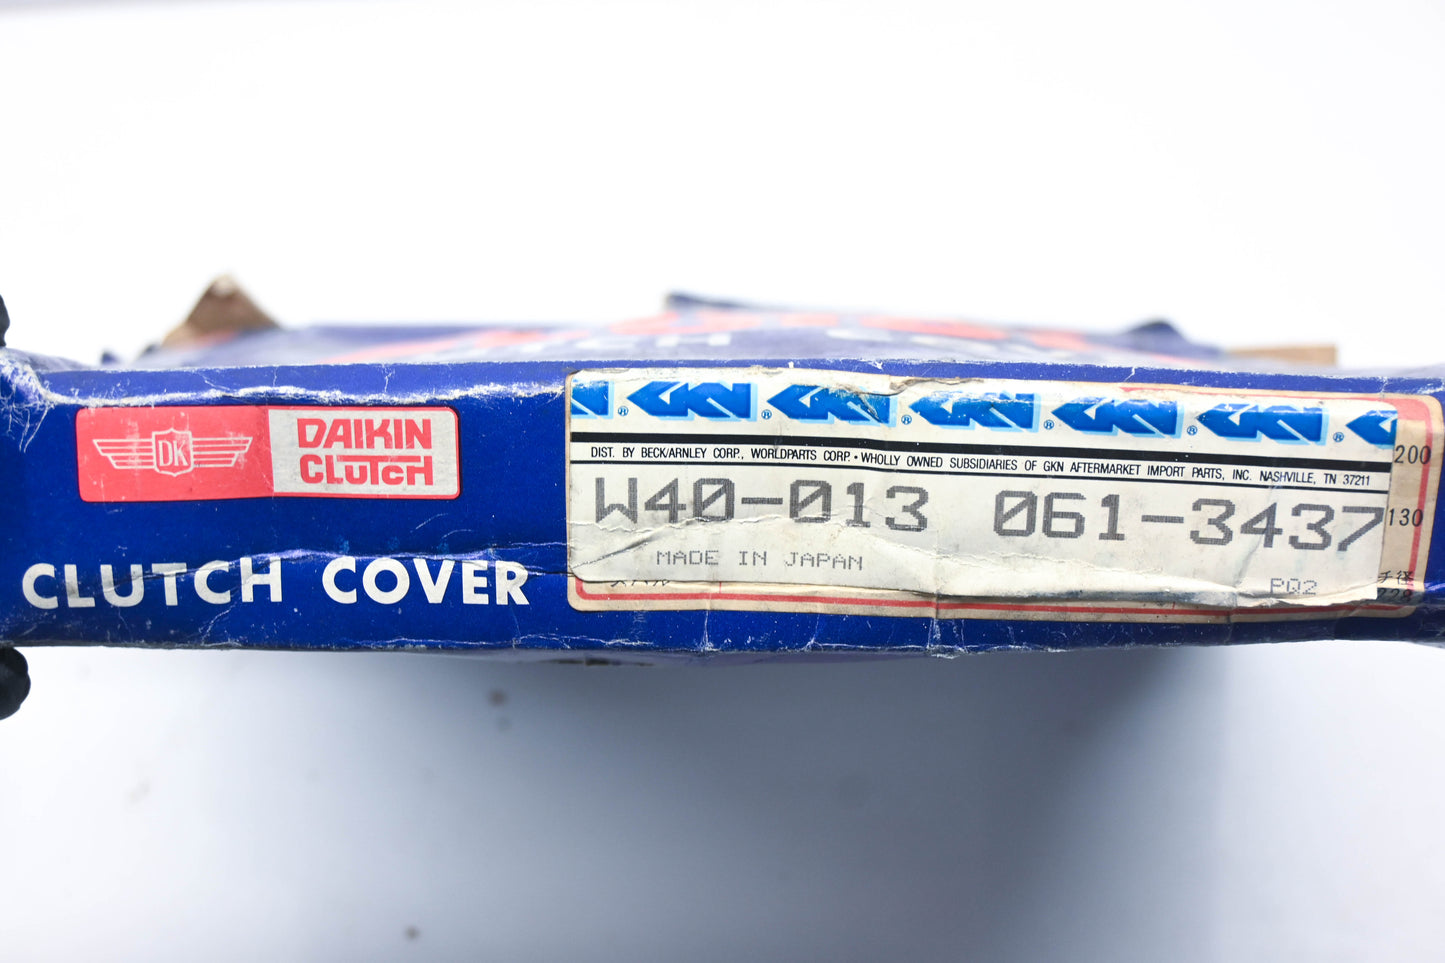 DK
DAIKIN
CLUTCH
CLUTCH COVER
GKN® GKN® GKN® GKN® GKN®
DIST. BY BECK/ARNLEY CORP., WORLDPARTS CORP. • WHOLLY OWNED SUBSIDIARIES OF GKN AFTERMARKET IMPORT PARTS, INC. NASHVILLE, TN 37211
W40-013 061-3437
MADE IN JAPAN
PQ2
200
130